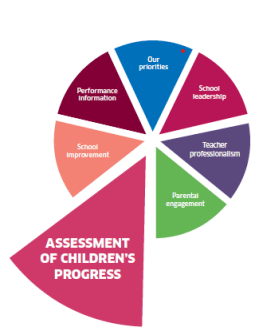 Our
priorities
School
leadership
Teacher
professionalism
Parental
engagement
ASSESSMENT
OF CHILDREN'S
PROGRESS
School
improvement
Performance
information